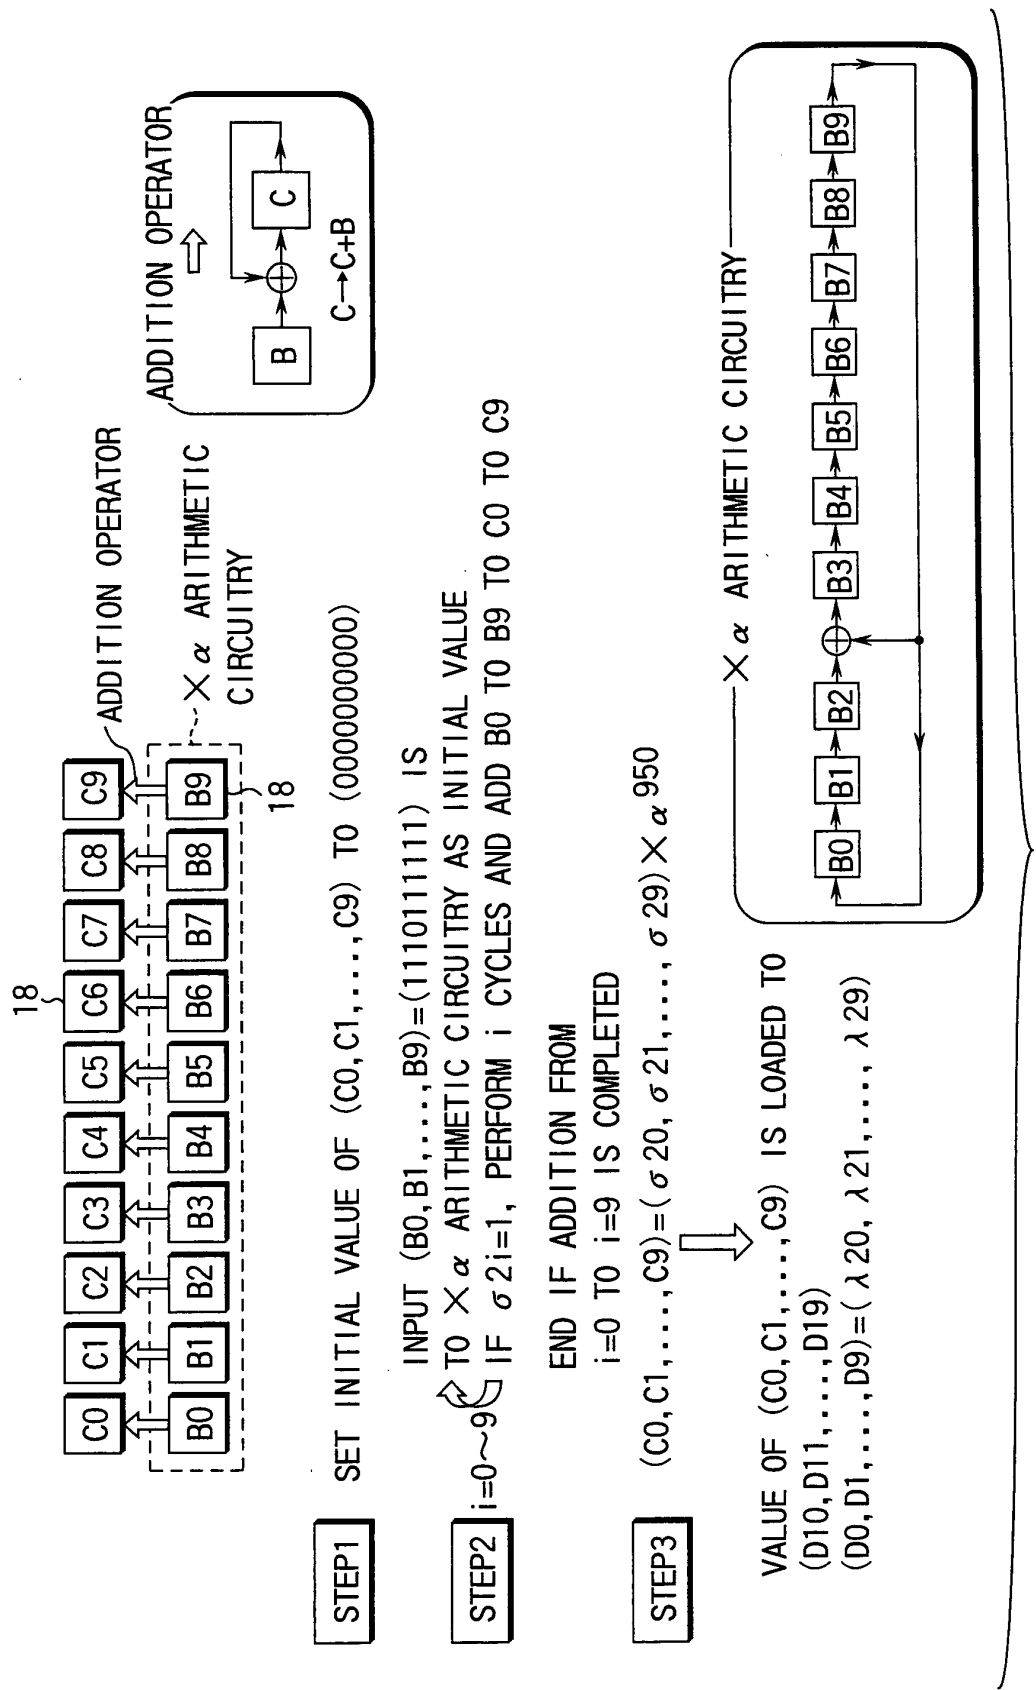 18
C0 C1 C2 C3 C4 C5 C6 C7 C8 C9
ADDITION OPERATOR
B0 B1 B2 B3 B4 B5 B6 B7 B8 B9
×α ARITHMETIC
CIRCUITRY
18
ADDITION OPERATOR
B
C
C→C+B
STEP1
SET INITIAL VALUE OF (C0,C1,....,C9) TO (0000000000)
STEP2
i=0~9
INPUT (B0,B1,...,B9)=(1110111111) IS
TO ×α ARITHMETIC CIRCUITRY AS INITIAL VALUE
IF σ2i=1, PERFORM i CYCLES AND ADD B0 TO B9 TO C0 TO C9
END IF ADDITION FROM
i=0 TO i=9 IS COMPLETED
STEP3
(C0,C1,....,C9)=(σ20, σ21,...., σ29)×α950
VALUE OF (C0,C1,....,C9) IS LOADED TO
(D10,D11,....,D19)
(D0,D1,....,D9)=(λ20, λ21,...., λ29)
×α ARITHMETIC CIRCUITRY
B0 B1 B2 B3 B4 B5 B6 B7 B8 B9